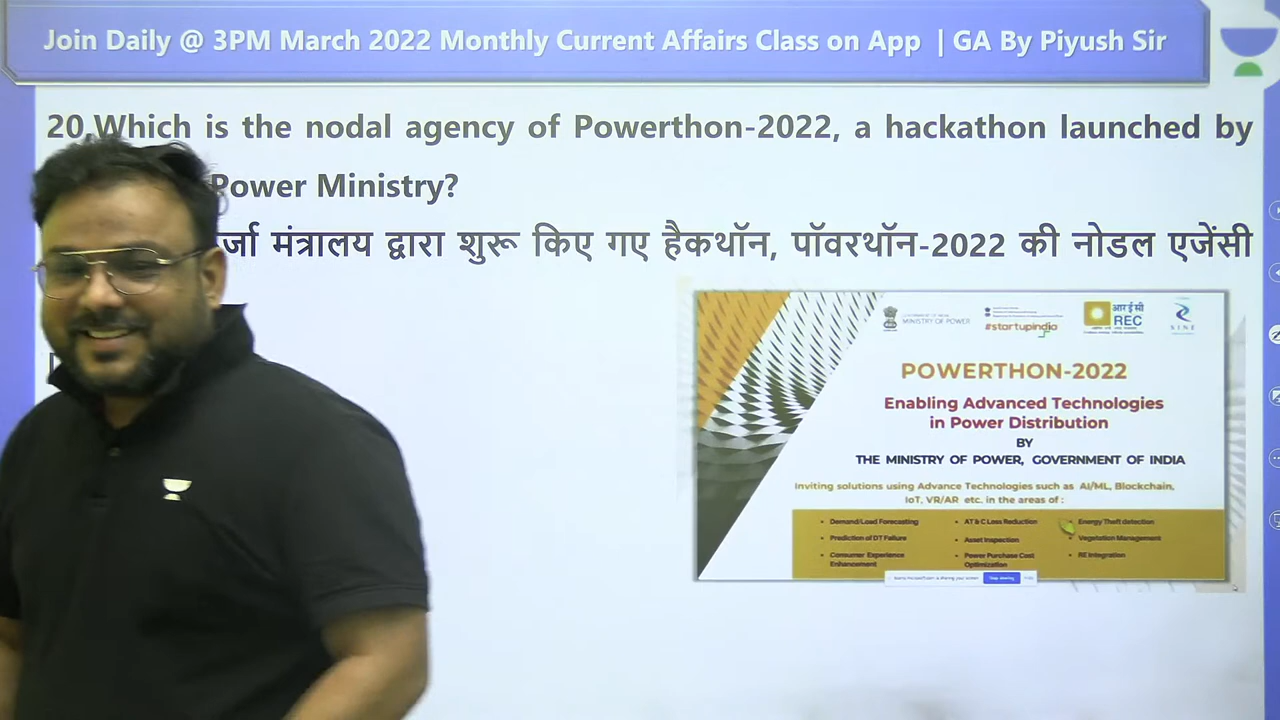 Join Daily @ 3PM March 2022 Monthly Current Affairs Class on App | GA By Piyush Sir
20.Which is the nodal agency of Powerthon-2022, a hackathon launched by
Power Ministry?
र्जा मंत्रालय द्वारा शुरू किए गए हैकथॉन, पॉवरथॉन-2022 की नोडल एजेंसी
MINISTRY OF POWER
#startupindia
आर ई सी
REC
SINE
POWERTHON-2022
Enabling Advanced Technologies
in Power Distribution
BY
THE MINISTRY OF POWER, GOVERNMENT OF INDIA
Inviting solutions using Advance Technologies such as AI/ML, Blockchain,
IoT, VR/AR etc. in the areas of :
• Demand/Load Forecasting
• Prediction of DT Failure
• Consumer Experience
Enhancement
• AT & C Loss Reduction
• Asset Inspection
• Power Purchase Cost
Optimization
• Energy Theft detection
• Vegetation Management
• RE Integration
Stop sharing